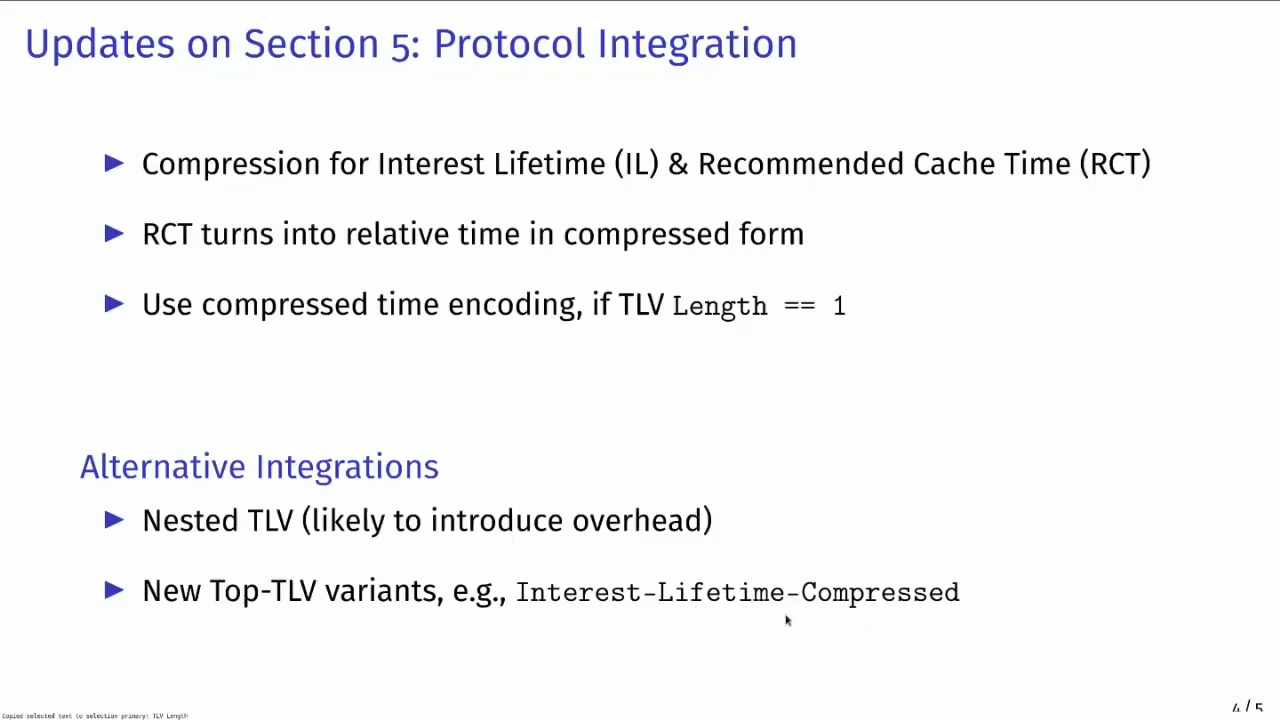 Updates on Section 5: Protocol Integration
▶ Compression for Interest Lifetime (IL) & Recommended Cache Time (RCT)
▶ RCT turns into relative time in compressed form
▶ Use compressed time encoding, if TLV Length == 1
Alternative Integrations
▶ Nested TLV (likely to introduce overhead)
▶ New Top-TLV variants, e.g., Interest-Lifetime-Compressed
4 / 5
Copied selected text to selection primary: TLV Length